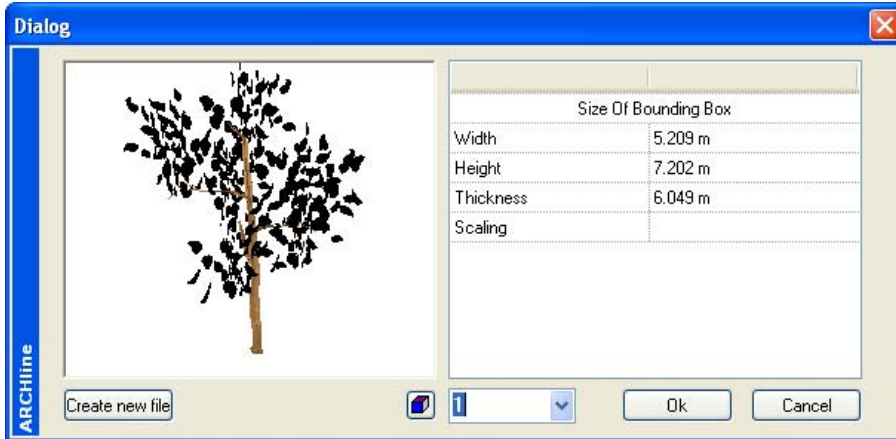 Dialog
ARCHline
Size Of Bounding Box
Width 5.209 m
Height 7.202 m
Thickness 6.049 m
Scaling
Create new file
1
Ok
Cancel